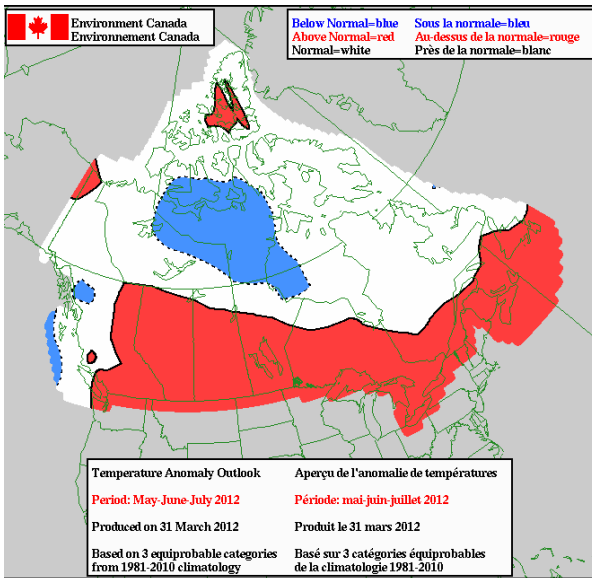 Environment Canada
Environnement Canada
Below Normal=blue Sous la normale=bleu
Above Normal=red Au-dessus de la normale=rouge
Normal=white Près de la normale=blanc
Temperature Anomaly Outlook Aperçu de l'anomalie de températures
Period: May-June-July 2012 Période: mai-juin-juillet 2012
Produced on 31 March 2012 Produit le 31 mars 2012
Based on 3 equiprobable categories Basé sur 3 catégories équiprobables
from 1981-2010 climatology de la climatologie 1981-2010